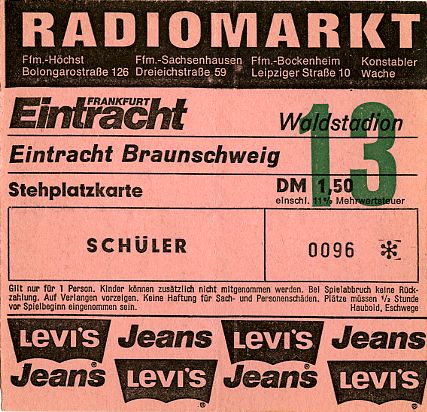 RADIOMARKT
Ffm.-Höchst Ffm.-Sachsenhausen Ffm.-Bockenheim Konstabler
Bolongarostraße 126 Dreieichstraße 59 Leipziger Straße 10 Wache
FRANKFURT
Eintracht Waldstadion
13
Eintracht Braunschweig
Stehplatzkarte DM 1,50
einschl. 11% Mehrwertsteuer
SCHÜLER 0096
Gilt nur für 1 Person. Kinder können zusätzlich nicht mitgenommen werden. Bei Spielabbruch keine Rück-
zahlung. Auf Verlangen vorzeigen. Keine Haftung für Sach- und Personenschäden. Plätze müssen ½ Stunde
vor Spielbeginn eingenommen sein. Haubold, Eschwege
LEVI'S Jeans LEVI'S Jeans
Jeans LEVI'S ® Jeans LEVI'S ®